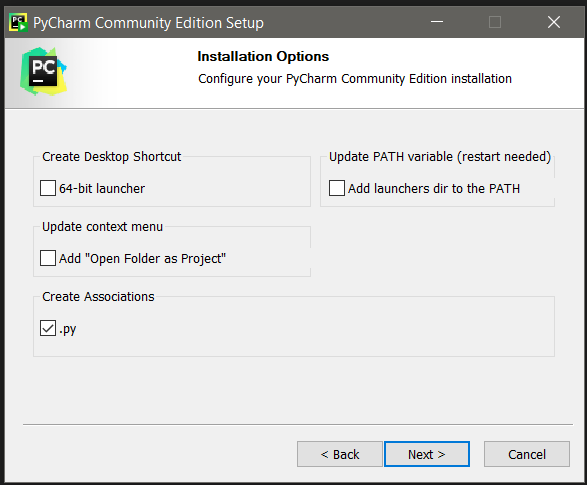 PyCharm Community Edition Setup
PC
Installation Options
Configure your PyCharm Community Edition installation
Create Desktop Shortcut
64-bit launcher
Update PATH variable (restart needed)
Add launchers dir to the PATH
Update context menu
Add "Open Folder as Project"
Create Associations
.py
< Back
Next >
Cancel